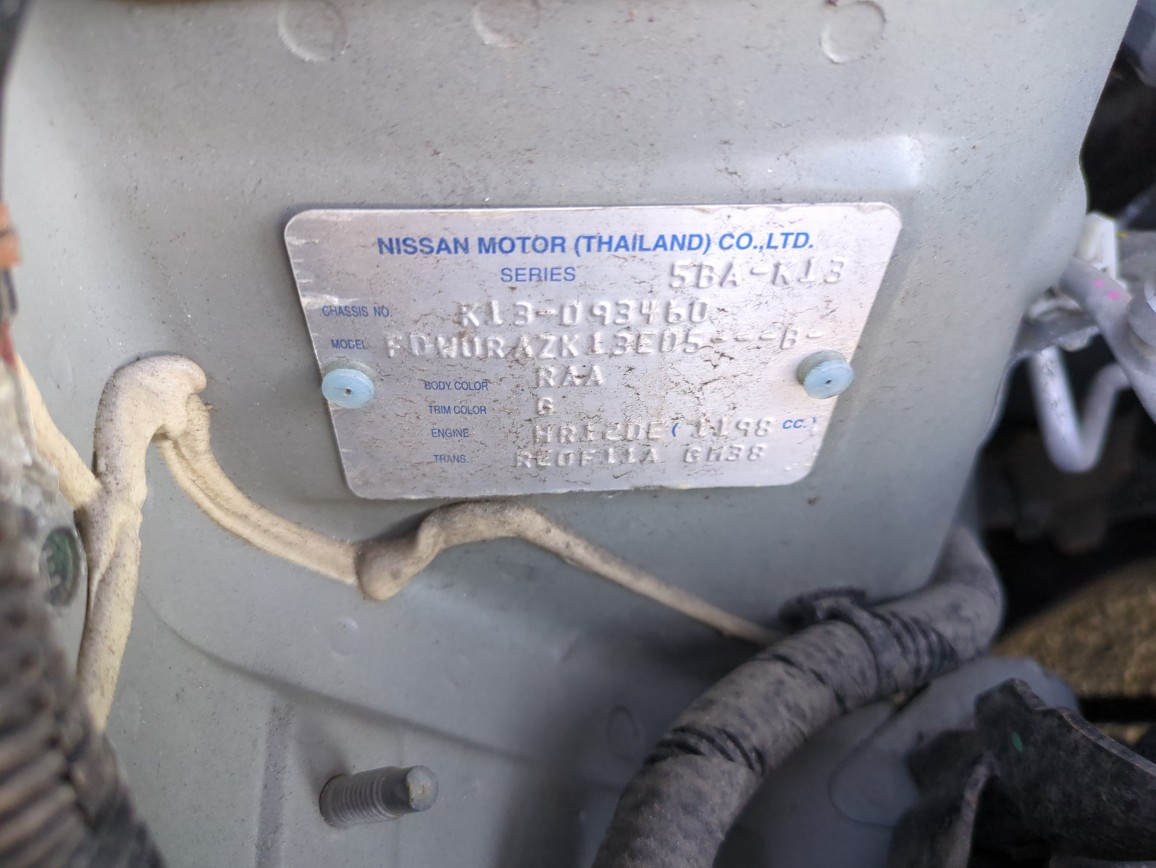 NISSAN MOTOR (THAILAND) CO.,LTD.
SERIES 5BA-K13
CHASSIS NO. K13-093460
MODEL FDWURAZK13ED5---B-
BODY COLOR RAA
TRIM COLOR G
ENGINE HR12DE ( 1198 CC.)
TRANS. RE0F11A GM38